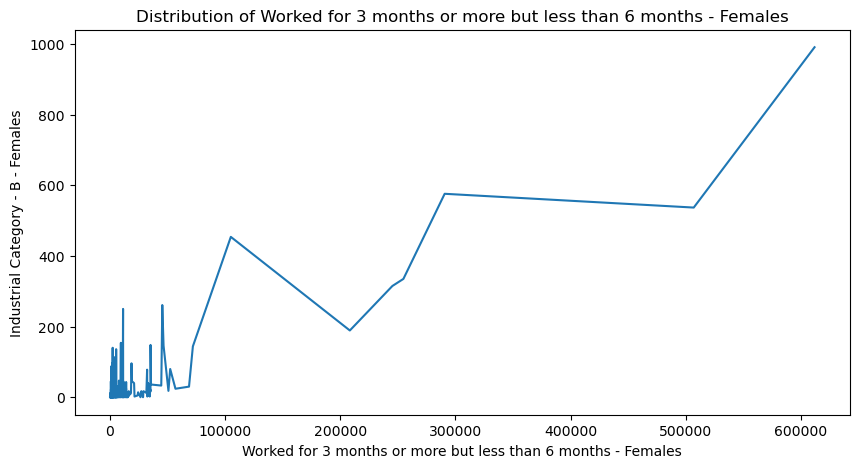 Distribution of Worked for 3 months or more but less than 6 months - Females
Industrial Category - B - Females
1000
800
600
400
200
0
0 100000 200000 300000 400000 500000 600000
Worked for 3 months or more but less than 6 months - Females